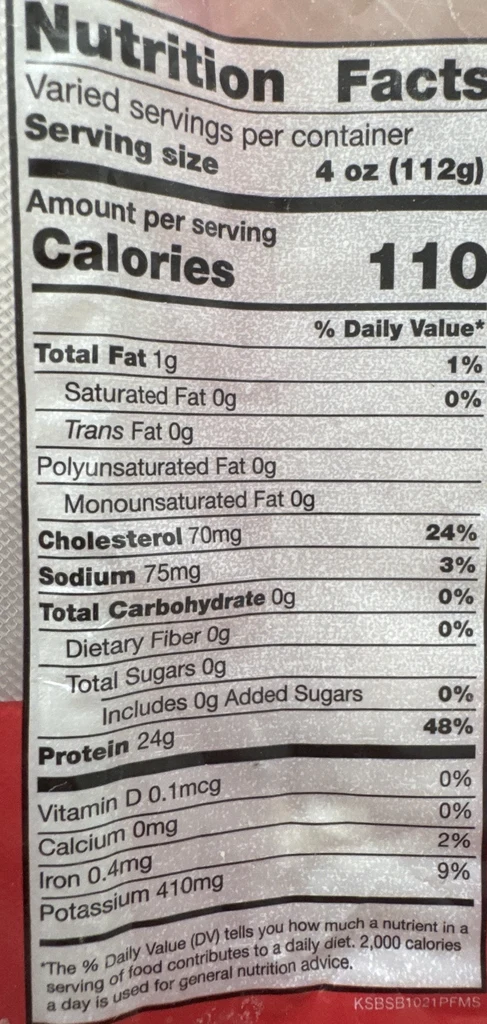 Nutrition Facts
Varied servings per container
Serving size 4 oz (112g)
Amount per serving
Calories 110
% Daily Value*
Total Fat 1g 1%
Saturated Fat 0g 0%
Trans Fat 0g
Polyunsaturated Fat 0g
Monounsaturated Fat 0g
Cholesterol 70mg 24%
Sodium 75mg 3%
Total Carbohydrate 0g 0%
Dietary Fiber 0g 0%
Total Sugars 0g
Includes 0g Added Sugars 0%
Protein 24g 48%
Vitamin D 0.1mcg 0%
Calcium 0mg 0%
Iron 0.4mg 2%
Potassium 410mg 9%
*The % Daily Value (DV) tells you how much a nutrient in a
serving of food contributes to a daily diet. 2,000 calories
a day is used for general nutrition advice.
KSBSB1021PFMS